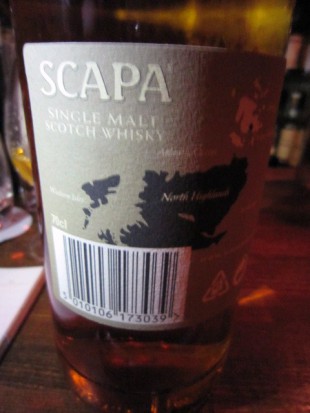 SCAPA
SINGLE MALT
SCOTCH WHISKY
North Highlands
70cl
5 010106 173039